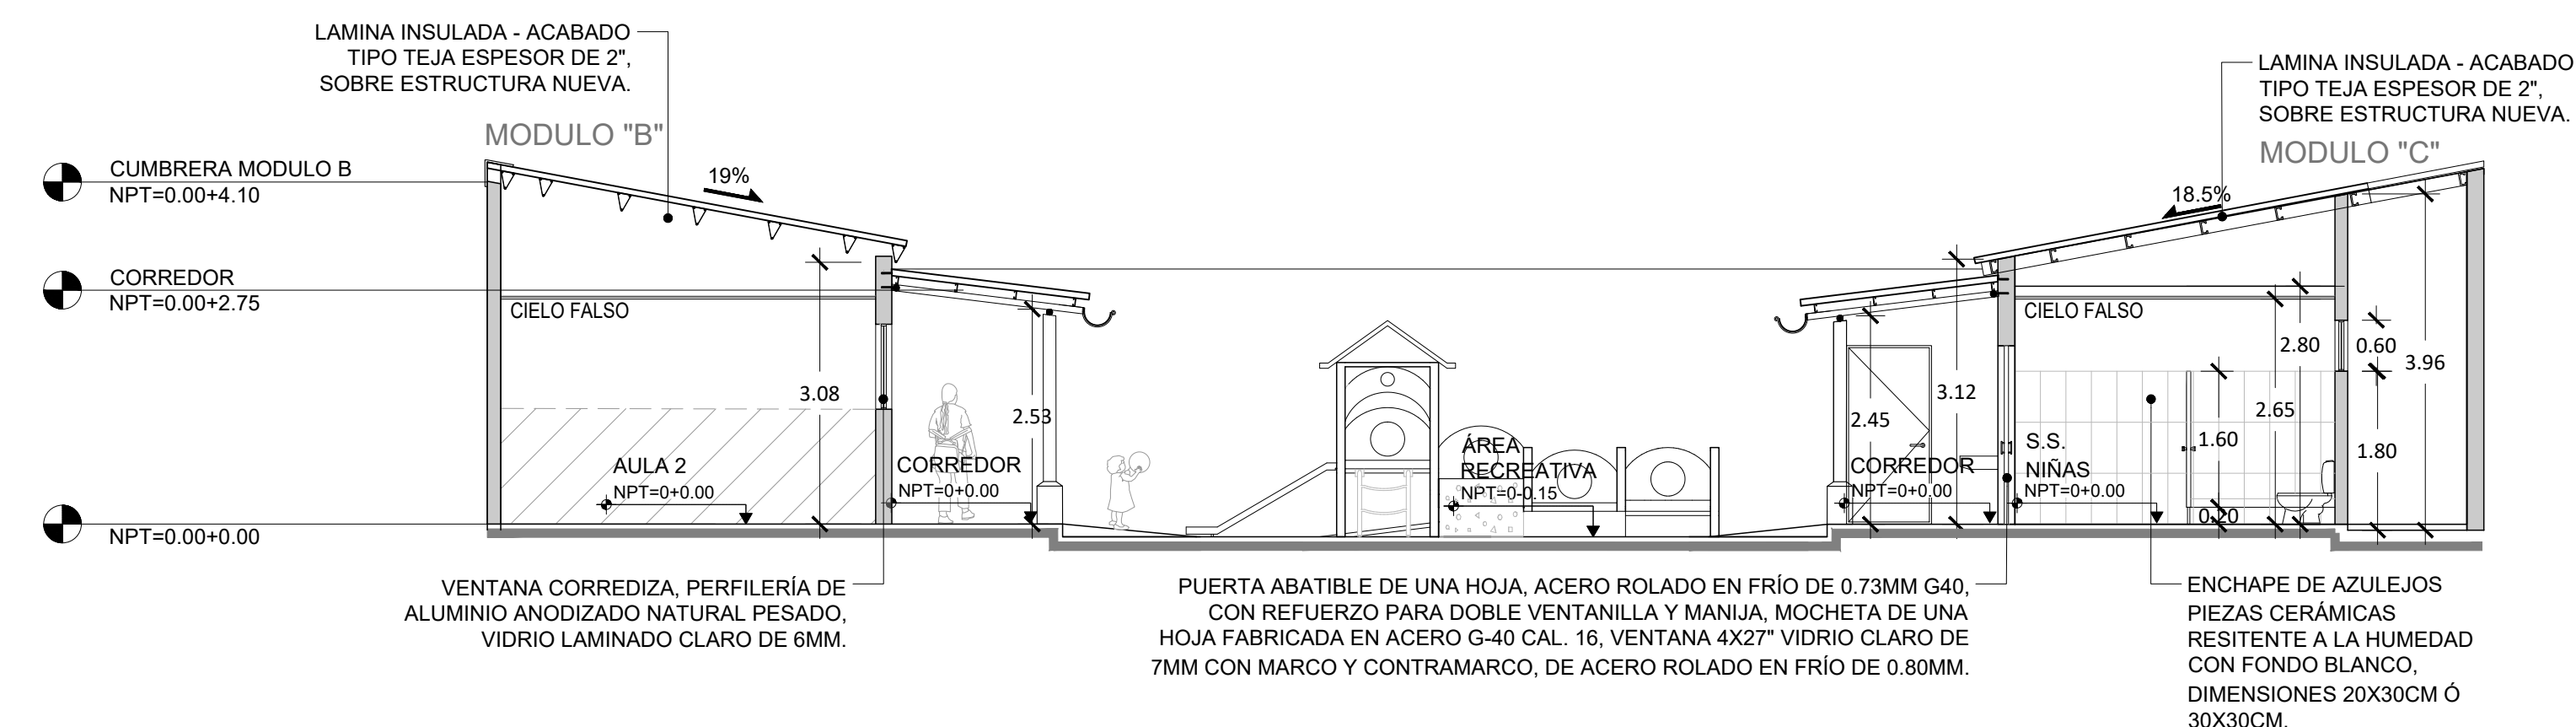 LAMINA INSULADA - ACABADO
TIPO TEJA ESPESOR DE 2",
SOBRE ESTRUCTURA NUEVA.
MODULO "B"
LAMINA INSULADA - ACABADO
TIPO TEJA ESPESOR DE 2",
SOBRE ESTRUCTURA NUEVA.
MODULO "C"
CUMBRERA MODULO B
NPT=0.00+4.10
19%
18.5%
CORREDOR
NPT=0.00+2.75
CIELO FALSO
CIELO FALSO
3.08
2.53
2.45
3.12
2.80
0.60
3.96
2.65
1.60
1.80
0.20
AULA 2
NPT=0+0.00
CORREDOR
NPT=0+0.00
ÁREA
RECREATIVA
NPT=0-0.15
CORREDOR
NPT=0+0.00
S.S.
NIÑAS
NPT=0+0.00
NPT=0.00+0.00
VENTANA CORREDIZA, PERFILERÍA DE
ALUMINIO ANODIZADO NATURAL PESADO,
VIDRIO LAMINADO CLARO DE 6MM.
PUERTA ABATIBLE DE UNA HOJA, ACERO ROLADO EN FRÍO DE 0.73MM G40,
CON REFUERZO PARA DOBLE VENTANILLA Y MANIJA, MOCHETA DE UNA
HOJA FABRICADA EN ACERO G-40 CAL. 16, VENTANA 4X27" VIDRIO CLARO DE
7MM CON MARCO Y CONTRAMARCO, DE ACERO ROLADO EN FRÍO DE 0.80MM.
ENCHAPE DE AZULEJOS
PIEZAS CERÁMICAS
RESITENTE A LA HUMEDAD
CON FONDO BLANCO,
DIMENSIONES 20X30CM Ó
30X30CM.